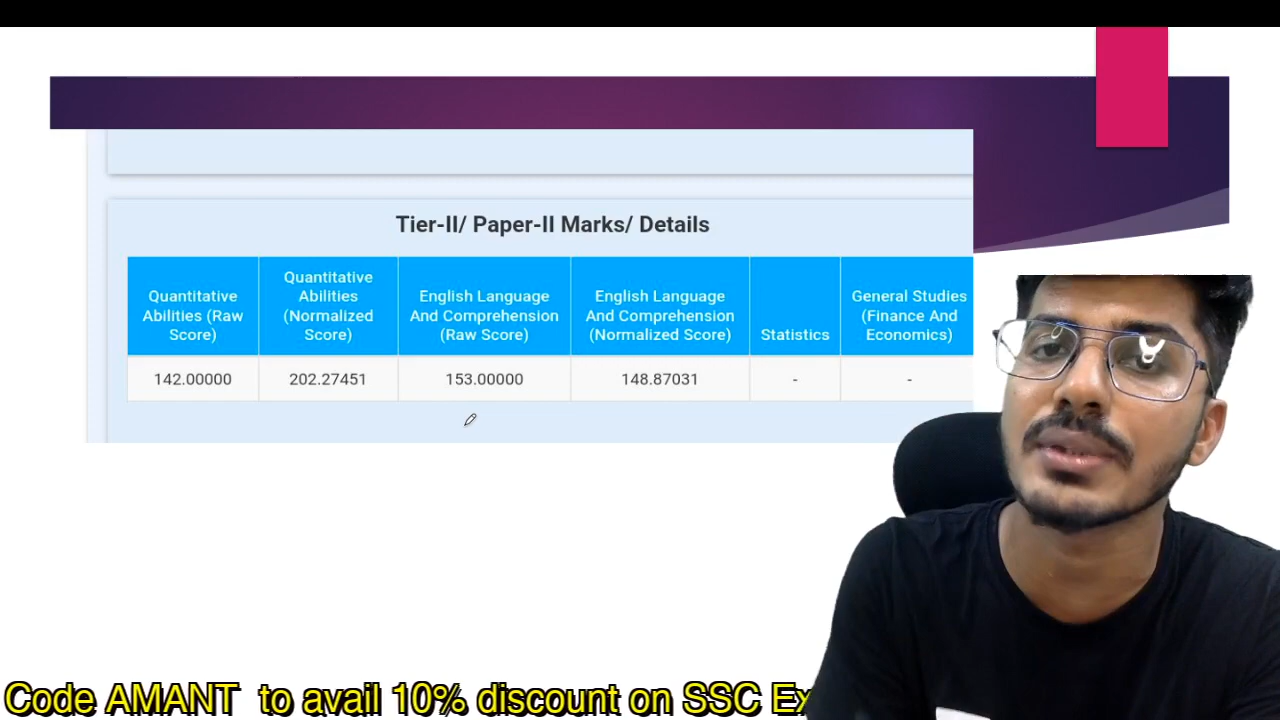 Tier-II/ Paper-II Marks/ Details
Quantitative Abilities (Raw Score)
Quantitative Abilities (Normalized Score)
English Language And Comprehension (Raw Score)
English Language And Comprehension (Normalized Score)
Statistics
General Studies (Finance And Economics)
142.00000 202.27451 153.00000 148.87031 - -
Code AMANT to avail 10% discount on SSC Ex